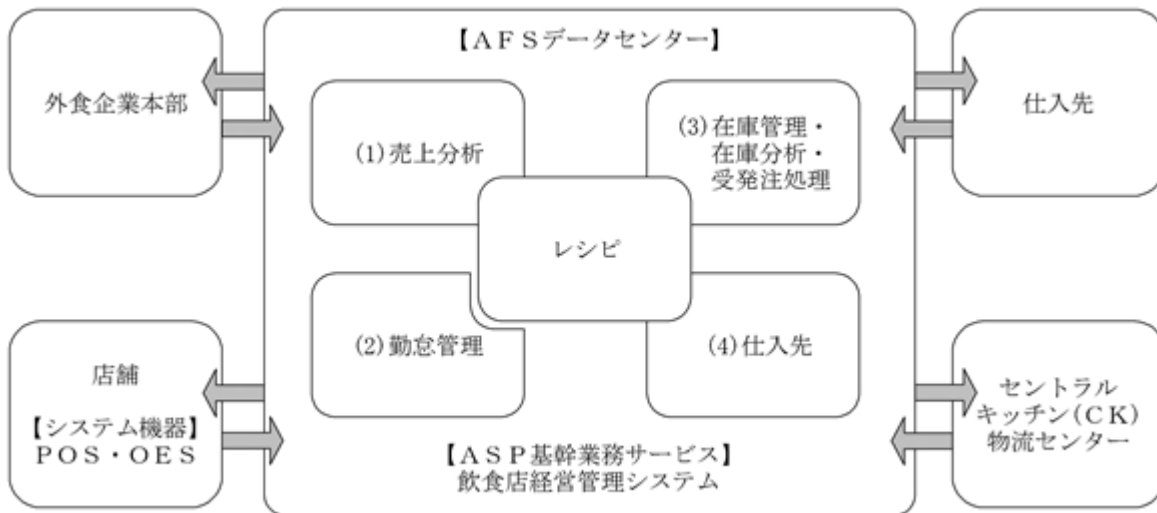 【ＡＦＳデータセンター】
外食企業本部
仕入先
(1)売上分析
(3)在庫管理・
在庫分析・
受発注処理
レシピ
(2)勤怠管理
(4)仕入先
店舗
【システム機器】
ＰＯＳ・ＯＥＳ
セントラル
キッチン(ＣＫ)
物流センター
【ＡＳＰ基幹業務サービス】
飲食店経営管理システム